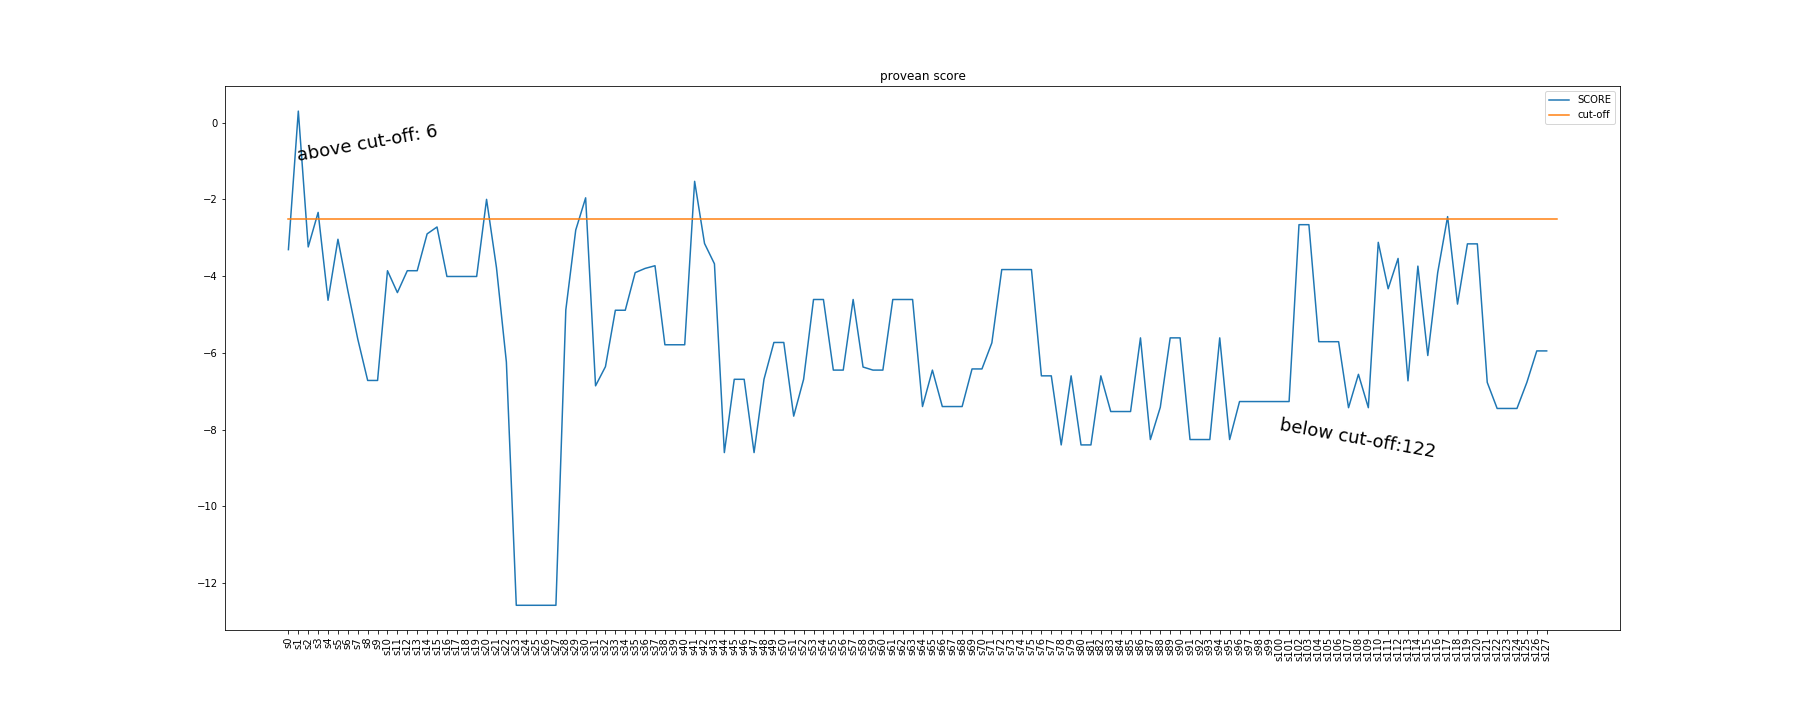 provean score
SCORE
cut-off
above cut-off: 6
below cut-off:122
0
−2
−4
−6
−8
−10
−12
s0 s1 s2 s3 s4 s5 s6 s7 s8 s9 s10 s11 s12 s13 s14 s15 s16 s17 s18 s19 s20 s21 s22 s23 s24 s25 s26 s27 s28 s29 s30 s31 s32 s33 s34 s35 s36 s37 s38 s39 s40 s41 s42 s43 s44 s45 s46 s47 s48 s49 s50 s51 s52 s53 s54 s55 s56 s57 s58 s59 s60 s61 s62 s63 s64 s65 s66 s67 s68 s69 s70 s71 s72 s73 s74 s75 s76 s77 s78 s79 s80 s81 s82 s83 s84 s85 s86 s87 s88 s89 s90 s91 s92 s93 s94 s95 s96 s97 s98 s99 s100 s101 s102 s103 s104 s105 s106 s107 s108 s109 s110 s111 s112 s113 s114 s115 s116 s117 s118 s119 s120 s121 s122 s123 s124 s125 s126 s127